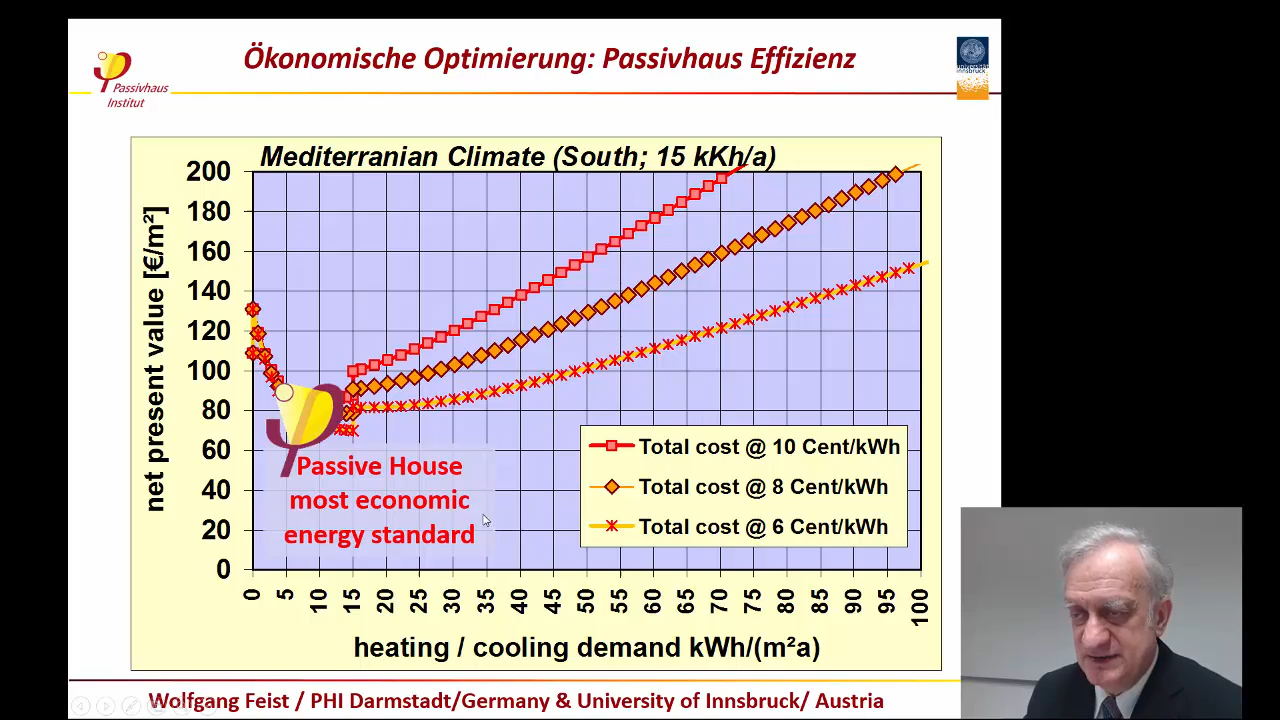 Ökonomische Optimierung: Passivhaus Effizienz
Passivhaus
Institut
universität
innsbruck
Mediterranian Climate (South; 15 kKh/a)
net present value [€/m²]
200
180
160
140
120
100
80
60
40
20
0
Total cost @ 10 Cent/kWh
Total cost @ 8 Cent/kWh
Total cost @ 6 Cent/kWh
Passive House
most economic
energy standard
0 5 10 15 20 25 30 35 40 45 50 55 60 65 70 75 80 85 90 95 100
heating / cooling demand kWh/(m²a)
Wolfgang Feist / PHI Darmstadt/Germany & University of Innsbruck/ Austria